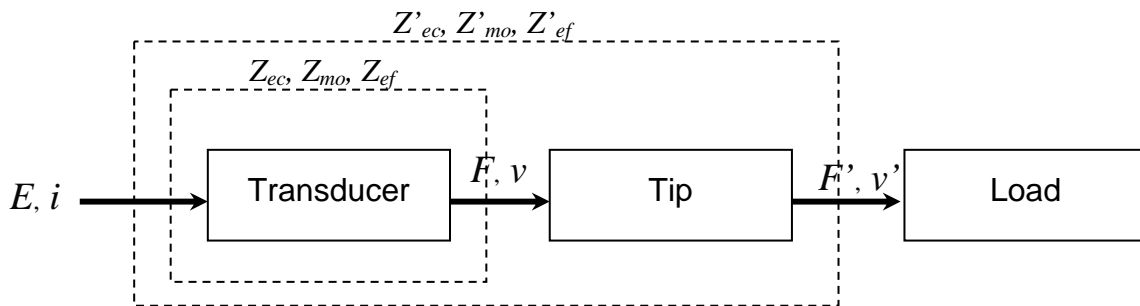 Z’ec, Z’mo, Z’ef
Zec, Zmo, Zef
E, i
Transducer
F, v
Tip
F’, v’
Load